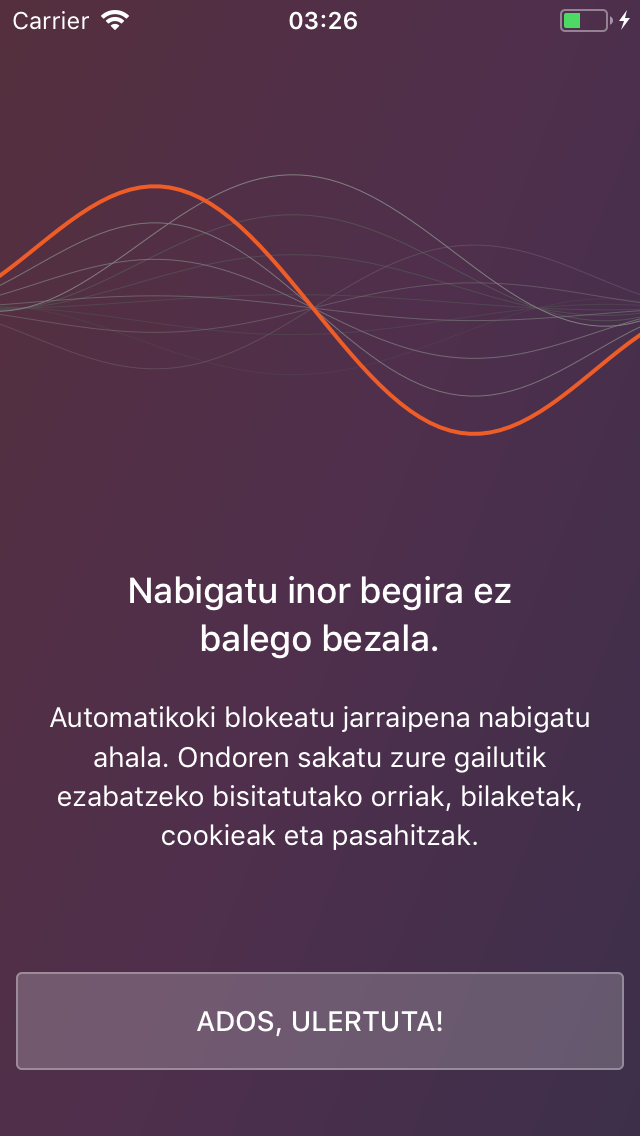 Carrier 03:26
Nabigatu inor begira ez
balego bezala.
Automatikoki blokeatu jarraipena nabigatu
ahala. Ondoren sakatu zure gailutik
ezabatzeko bisitatutako orriak, bilaketak,
cookieak eta pasahitzak.
ADOS, ULERTUTA!